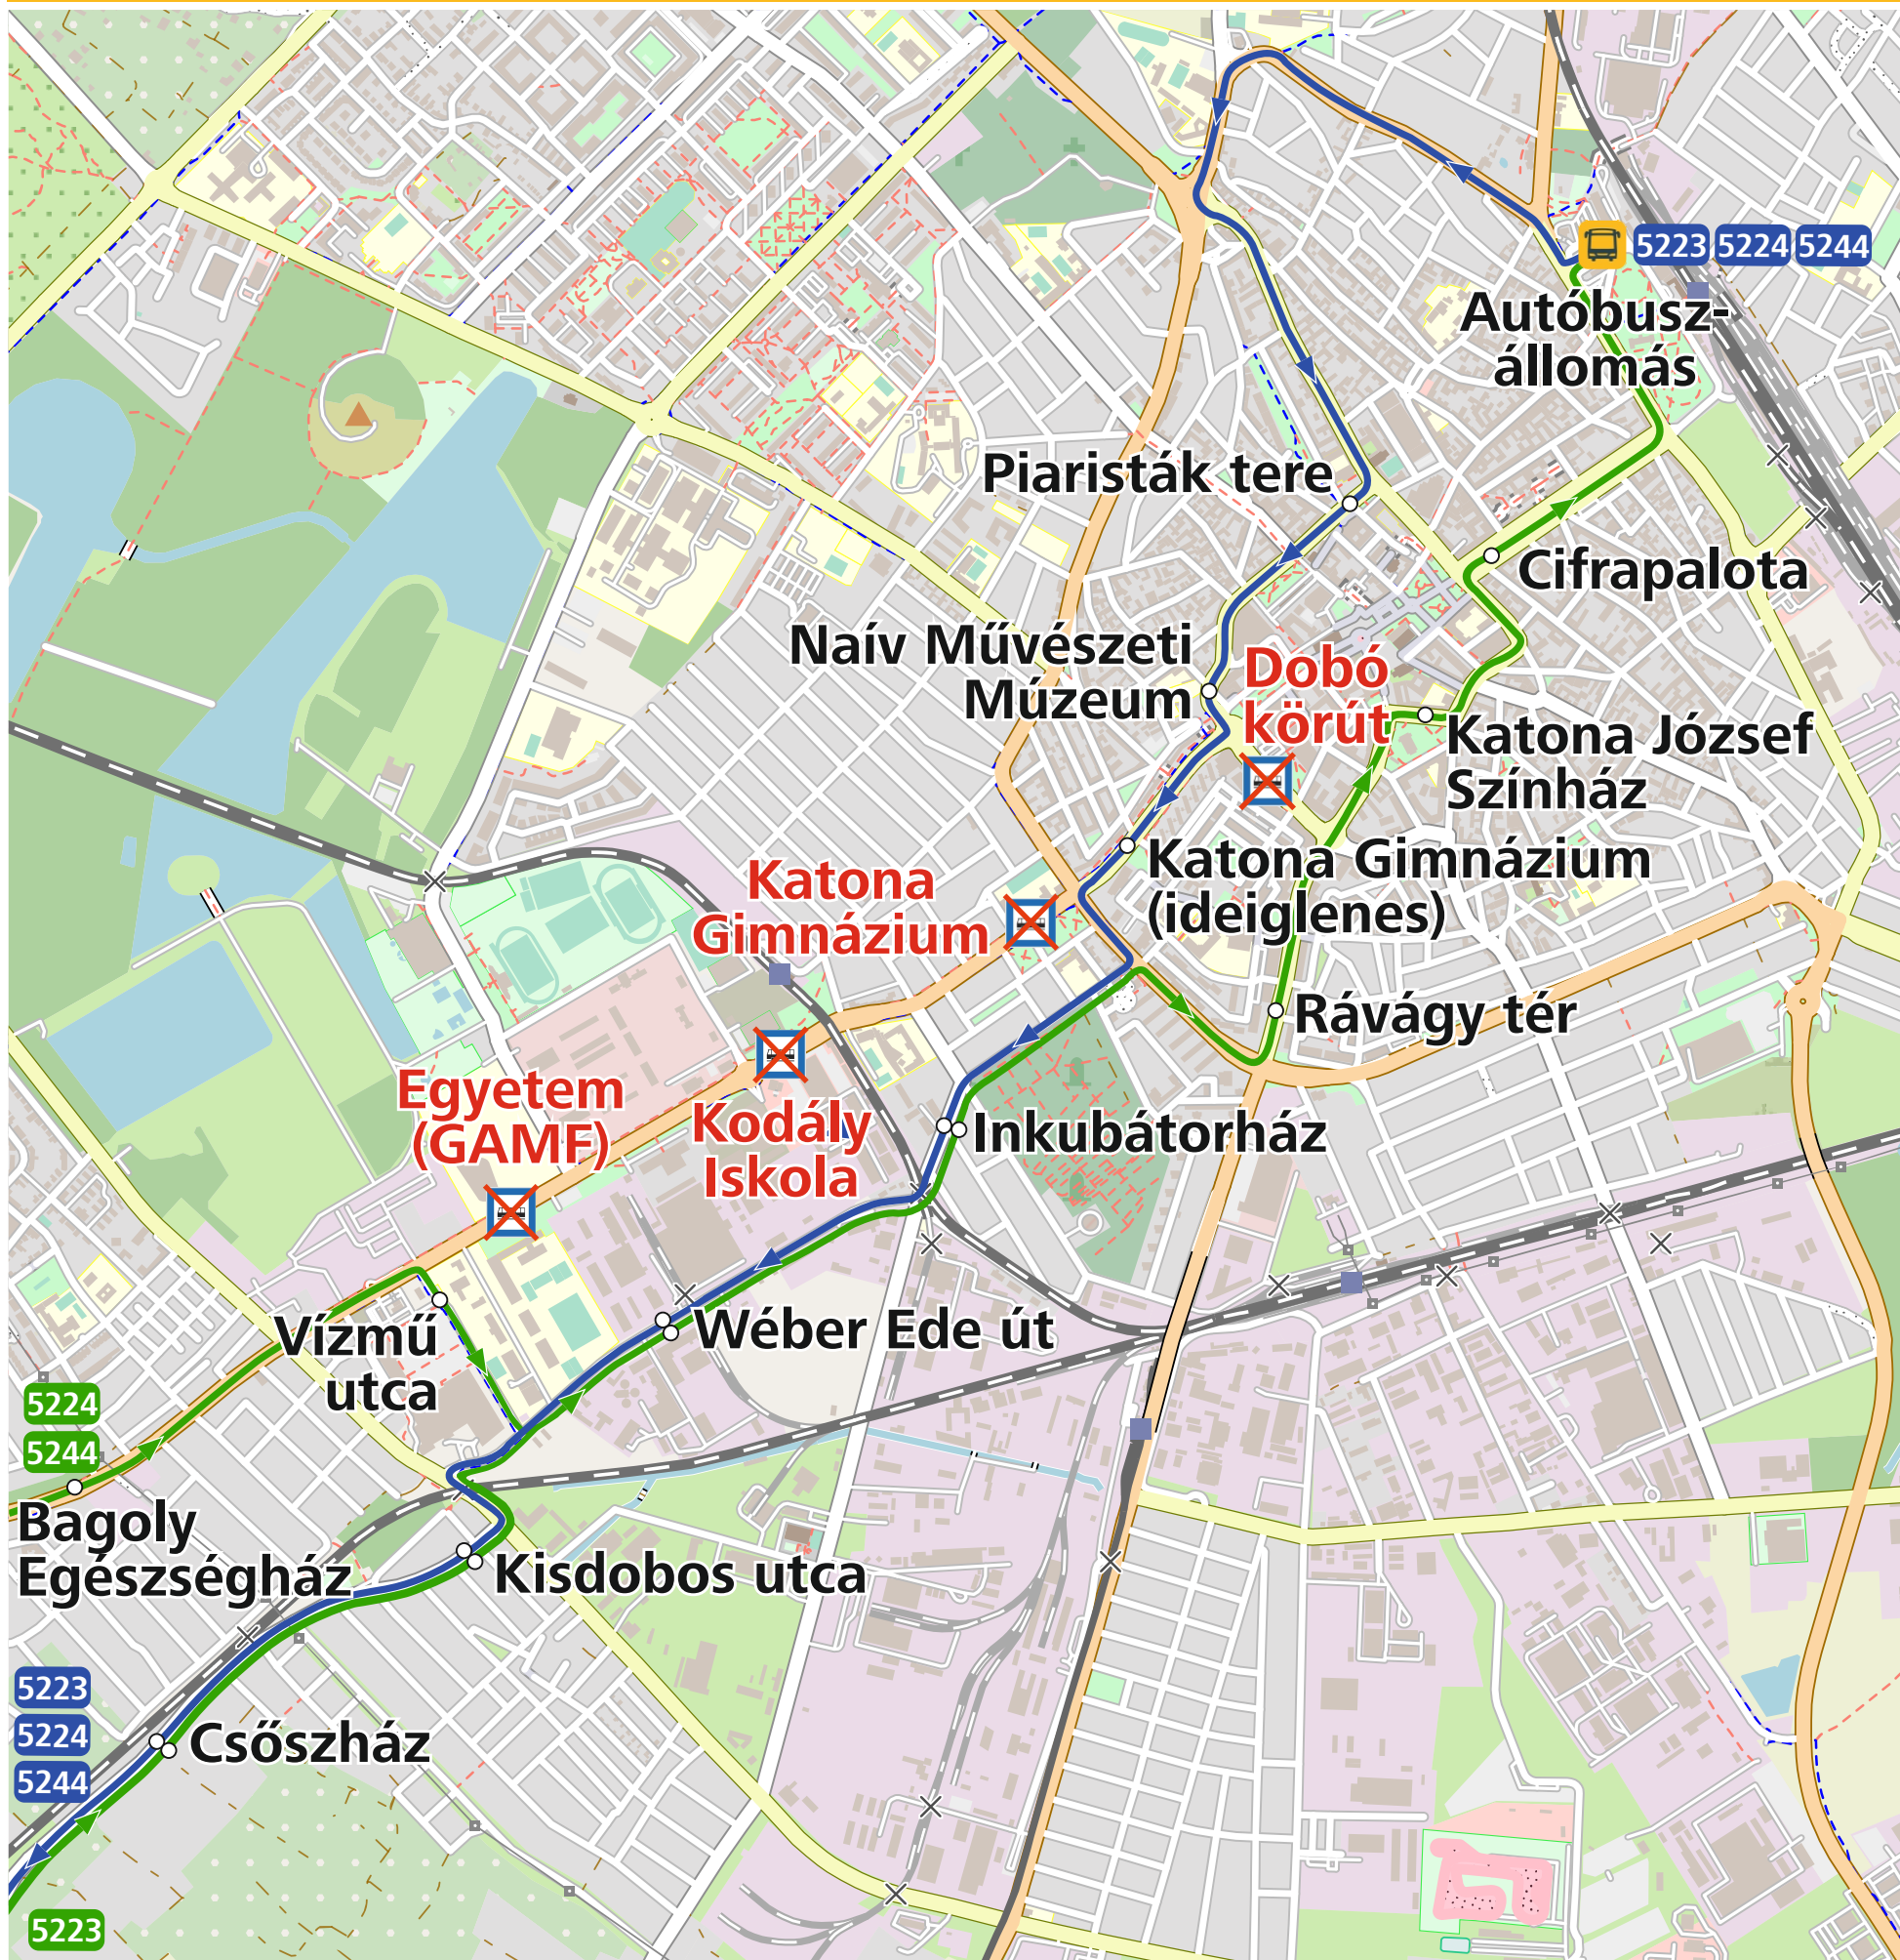 5223 5224 5244
Autóbusz-
állomás
Piaristák tere
Cifrapalota
Naív Művészeti
Múzeum
Dobó
körút
Katona József
Színház
Katona Gimnázium
(ideiglenes)
Katona
Gimnázium
Rávágy tér
Egyetem
(GAMF)
Kodály
Iskola
Inkubátorház
Vízmű
utca
Wéber Ede út
5224
5244
Bagoly
Egészségház
Kisdobos utca
5223
5224
5244
Csőszház
5223